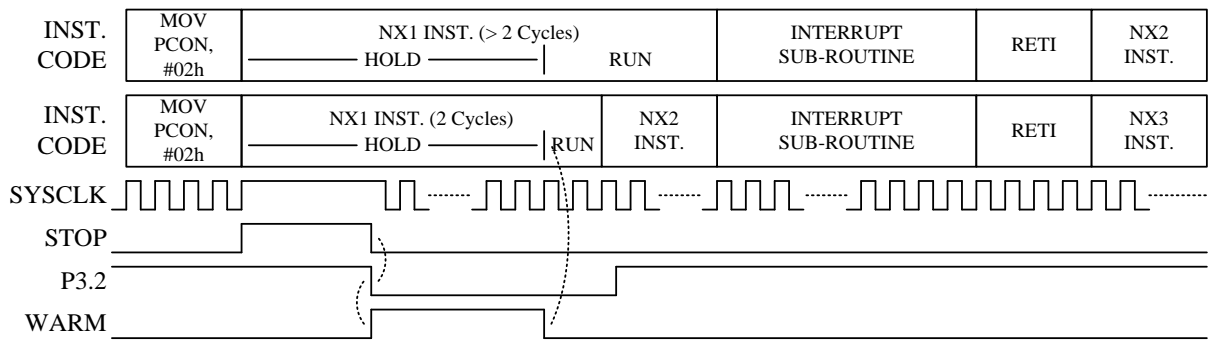 INST.
CODE
MOV
PCON,
#02h
NX1 INST. (> 2 Cycles)
HOLD
RUN
INTERRUPT
SUB-ROUTINE
RETI
NX2
INST.
INST.
CODE
MOV
PCON,
#02h
NX1 INST. (2 Cycles)
HOLD
RUN
NX2
INST.
INTERRUPT
SUB-ROUTINE
RETI
NX3
INST.
SYSCLK
STOP
P3.2
WARM